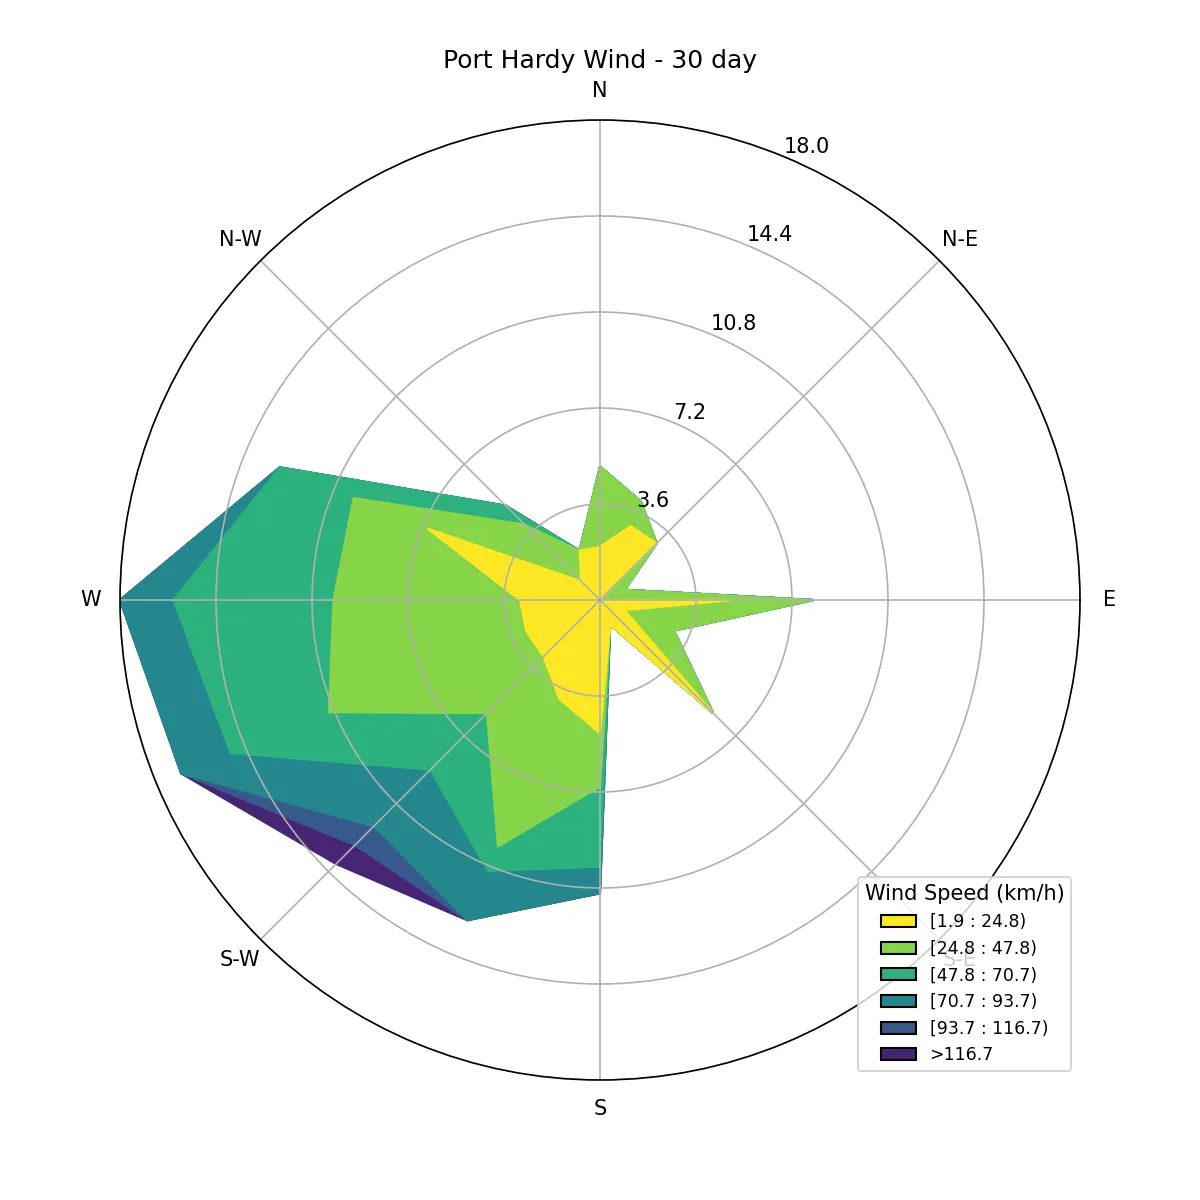 Port Hardy Wind - 30 day
N
18.0
N-W
14.4
N-E
10.8
7.2
3.6
W
E
S-W
S-E
S
Wind Speed (km/h)
[1.9 : 24.8)
[24.8 : 47.8)
[47.8 : 70.7)
[70.7 : 93.7)
[93.7 : 116.7)
>116.7